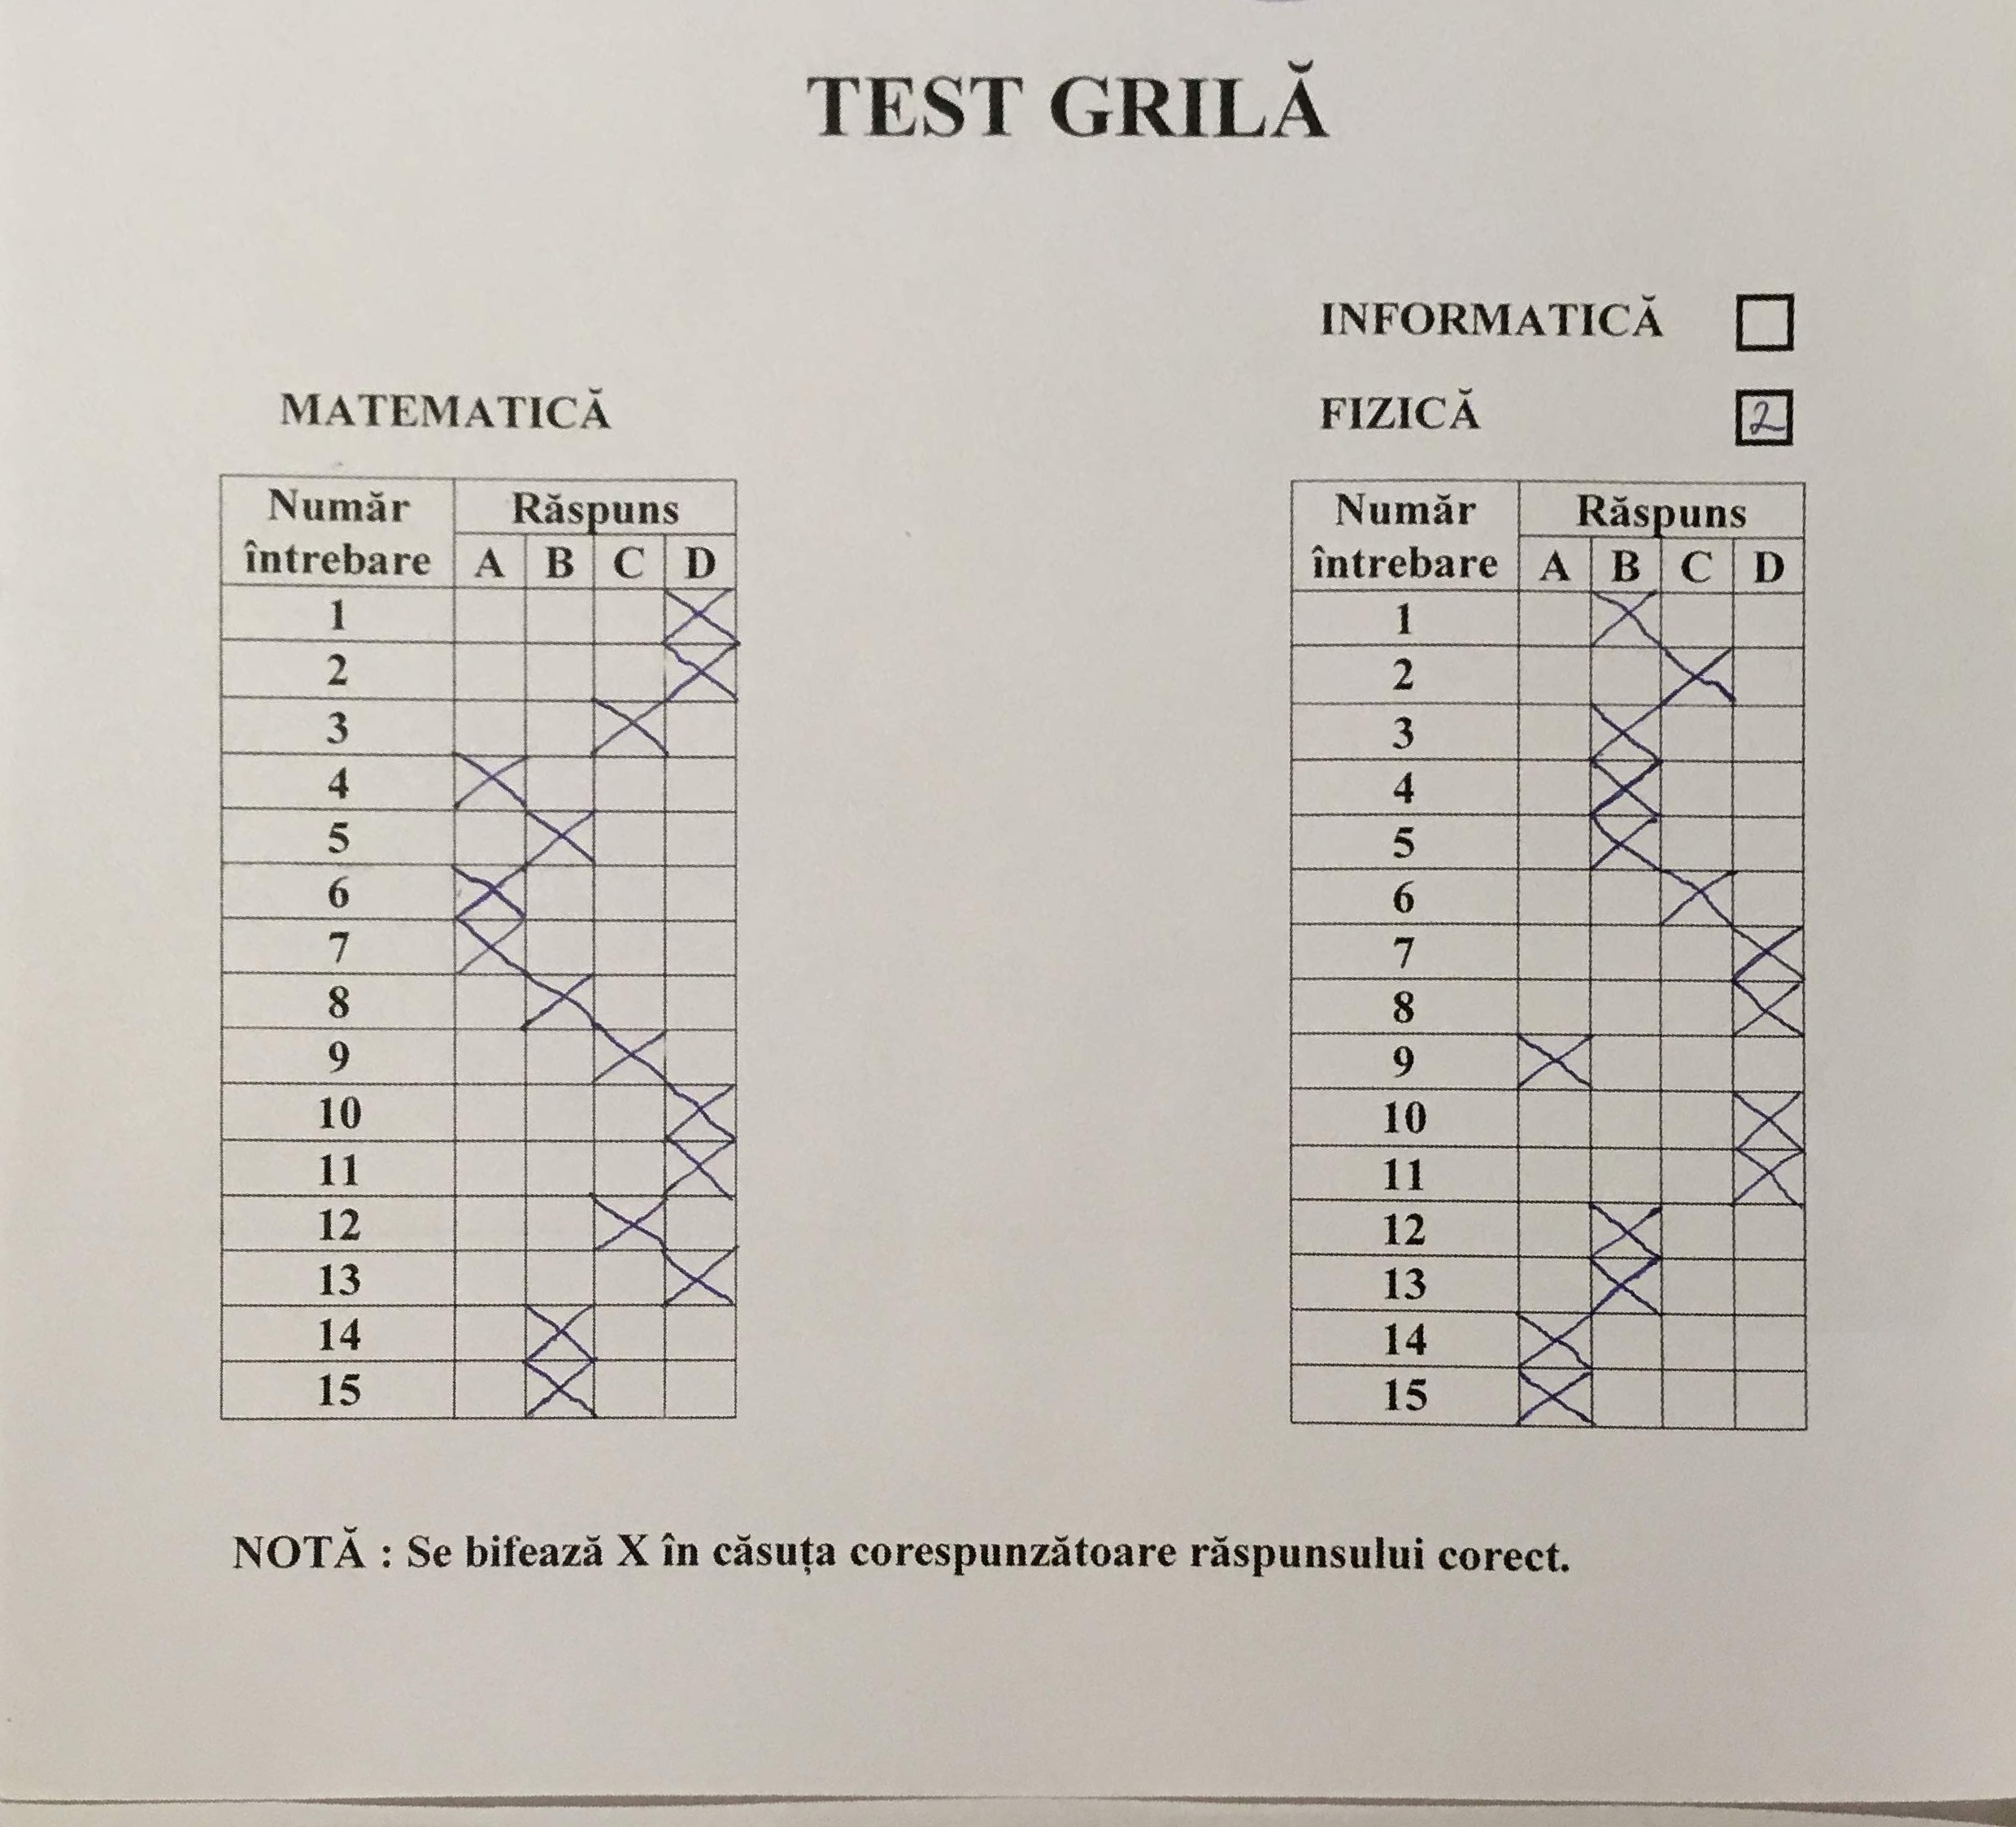 TEST GRILĂ
INFORMATICĂ
MATEMATICĂ
FIZICĂ 2
Număr întrebare Răspuns
A B C D
1 X
2 X
3 X
4 X
5 X
6 X
7 X
8 X
9 X
10 X
11 X
12 X
13 X
14 X
15 X
Număr întrebare Răspuns
A B C D
1 X
2 X
3 X
4 X
5 X
6 X
7 X
8 X
9 X
10 X
11 X
12 X
13 X
14 X
15 X
NOTĂ : Se bifează X în căsuța corespunzătoare răspunsului corect.